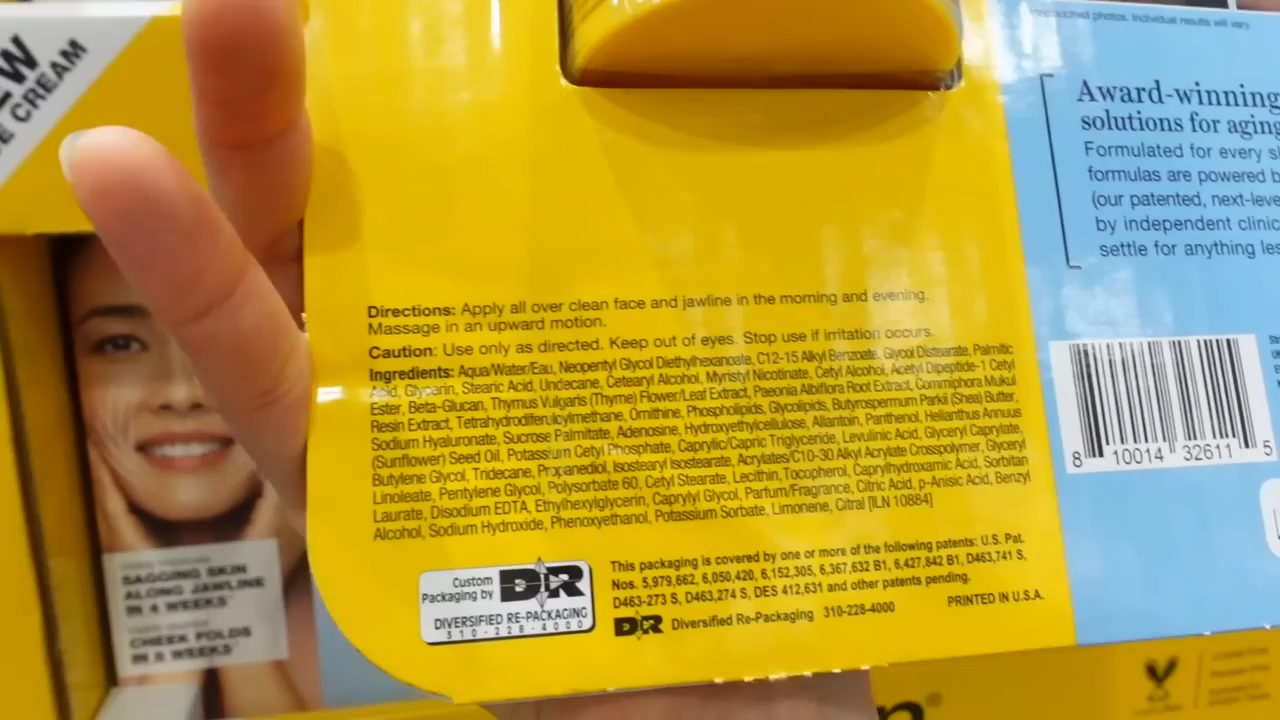 W
E CREAM
retouched photos. Individual results will vary.
Award-winning
solutions for aging
Formulated for every
formulas are powered
(our patented, next-leve
by independent clinic
settle for anything les
Directions: Apply all over clean face and jawline in the morning and evening.
Massage in an upward motion.
Caution: Use only as directed. Keep out of eyes. Stop use if irritation occurs.
Ingredients: Aqua/Water/Eau, Neopentyl Glycol Diethylhexanoate, C12-15 Alkyl Benzoate, Glycol Distearate, Palmitic
Acid, Glycerin, Stearic Acid, Undecane, Cetearyl Alcohol, Myristyl Nicotinate, Cetyl Alcohol, Acetyl Dipeptide-1 Cetyl
Ester, Beta-Glucan, Thymus Vulgaris (Thyme) Flower/Leaf Extract, Paeonia Albiflora Root Extract, Commiphora Mukul
Resin Extract, Tetrahydrodiferuloylmethane, Ornithine, Phospholipids, Glycolipids, Butyrospermum Parkii (Shea) Butter,
Sodium Hyaluronate, Sucrose Palmitate, Adenosine, Hydroxyethylcellulose, Allantoin, Panthenol, Helianthus Annuus
(Sunflower) Seed Oil, Potassium Cetyl Phosphate, Caprylic/Capric Triglyceride, Levulinic Acid, Glyceryl Caprylate,
Butylene Glycol, Tridecane, Propanediol, Isostearyl Isostearate, Acrylates/C10-30 Alkyl Acrylate Crosspolymer, Glyceryl
Linoleate, Pentylene Glycol, Polysorbate 60, Cetyl Stearate, Lecithin, Tocopherol, Caprylhydroxamic Acid, Sorbitan
Laurate, Disodium EDTA, Ethylhexylglycerin, Caprylyl Glycol, Parfum/Fragrance, Citric Acid, p-Anisic Acid, Benzyl
Alcohol, Sodium Hydroxide, Phenoxyethanol, Potassium Sorbate, Limonene, Citral [ILN 10884]
8 10014 32611 5
SAGGING SKIN
ALONG JAWLINE
IN 4 WEEKS*
CHEEK FOLDS
IN 8 WEEKS*
Custom
Packaging by
DR
DIVERSIFIED RE-PACKAGING
310-228-4000
This packaging is covered by one or more of the following patents: U.S. Pat.
Nos. 5,979,662, 6,050,420, 6,152,305, 6,367,632 B1, 6,427,842 B1, D463,741 S,
D463-273 S, D463,274 S, DES 412,631 and other patents pending.
DR Diversified Re-Packaging 310-228-4000
PRINTED IN U.S.A.